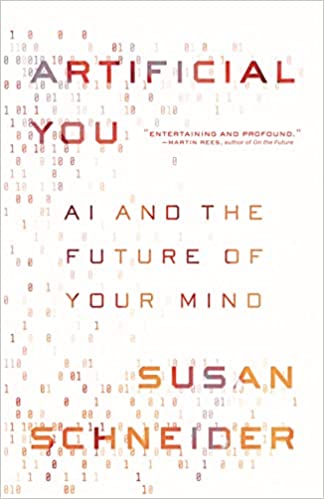 ARTIFICIAL
YOU
"ENTERTAINING AND PROFOUND."
—MARTIN REES, author of On the Future
AI AND THE
FUTURE OF
YOUR MIND
SUSAN
SCHNEIDER